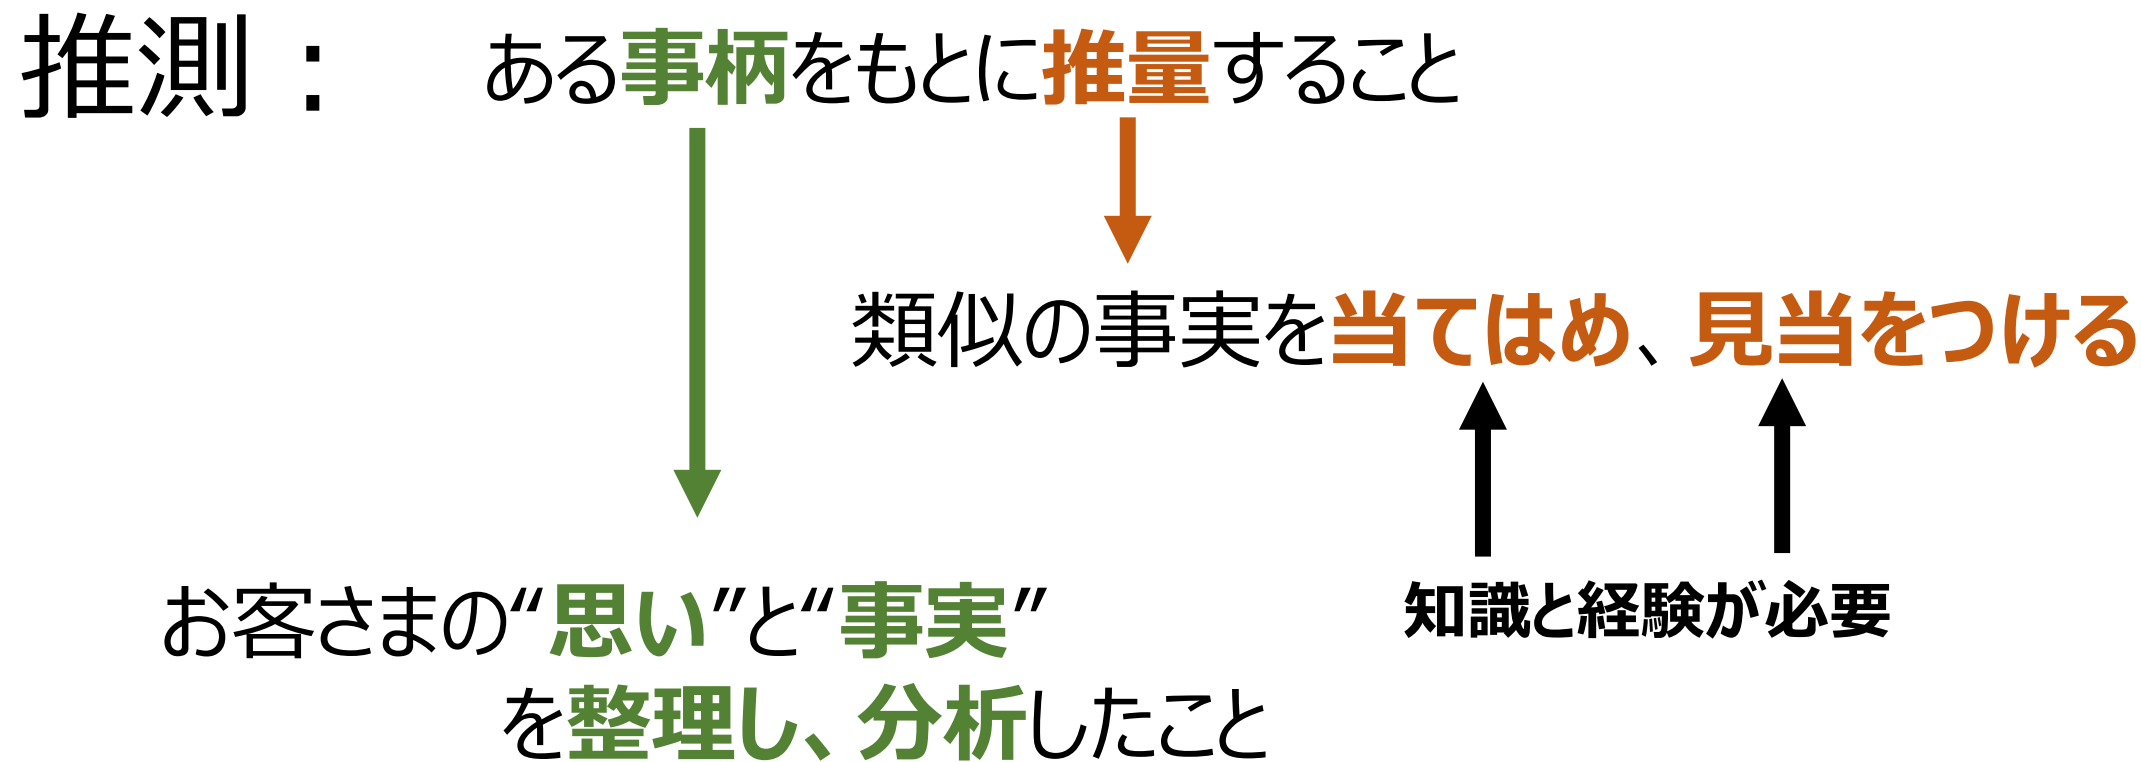 推測： ある事柄をもとに推量すること
類似の事実を当てはめ、見当をつける
お客さまの“思い”と“事実”
を整理し、分析したこと
知識と経験が必要